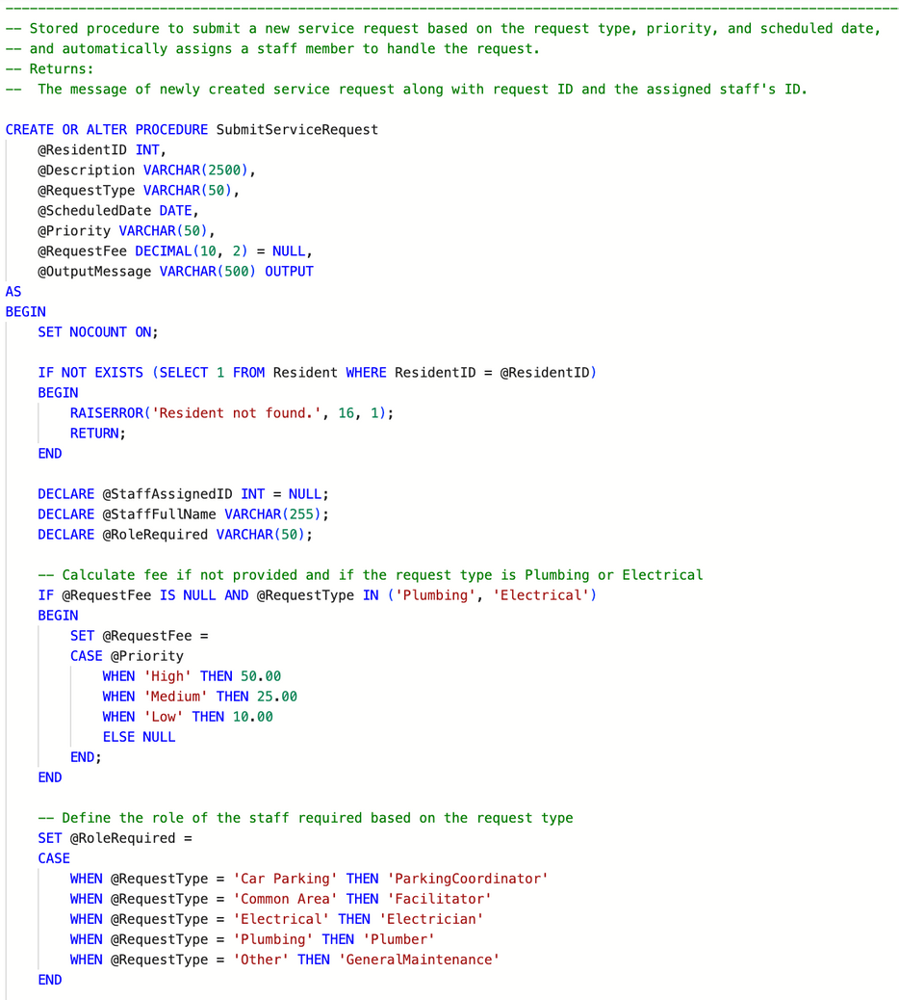 ---------------------------------------------------------------------------------------------------------------
-- Stored procedure to submit a new service request based on the request type, priority, and scheduled date,
-- and automatically assigns a staff member to handle the request.
-- Returns:
--  The message of newly created service request along with request ID and the assigned staff's ID.

CREATE OR ALTER PROCEDURE SubmitServiceRequest
    @ResidentID INT,
    @Description VARCHAR(2500),
    @RequestType VARCHAR(50),
    @ScheduledDate DATE,
    @Priority VARCHAR(50),
    @RequestFee DECIMAL(10, 2) = NULL,
    @OutputMessage VARCHAR(500) OUTPUT
AS
BEGIN
    SET NOCOUNT ON;

    IF NOT EXISTS (SELECT 1 FROM Resident WHERE ResidentID = @ResidentID)
    BEGIN
        RAISERROR('Resident not found.', 16, 1);
        RETURN;
    END

    DECLARE @StaffAssignedID INT = NULL;
    DECLARE @StaffFullName VARCHAR(255);
    DECLARE @RoleRequired VARCHAR(50);

    -- Calculate fee if not provided and if the request type is Plumbing or Electrical
    IF @RequestFee IS NULL AND @RequestType IN ('Plumbing', 'Electrical')
    BEGIN
        SET @RequestFee =
        CASE @Priority
            WHEN 'High' THEN 50.00
            WHEN 'Medium' THEN 25.00
            WHEN 'Low' THEN 10.00
            ELSE NULL
        END;
    END

    -- Define the role of the staff required based on the request type
    SET @RoleRequired =
    CASE
        WHEN @RequestType = 'Car Parking' THEN 'ParkingCoordinator'
        WHEN @RequestType = 'Common Area' THEN 'Facilitator'
        WHEN @RequestType = 'Electrical' THEN 'Electrician'
        WHEN @RequestType = 'Plumbing' THEN 'Plumber'
        WHEN @RequestType = 'Other' THEN 'GeneralMaintenance'
    END